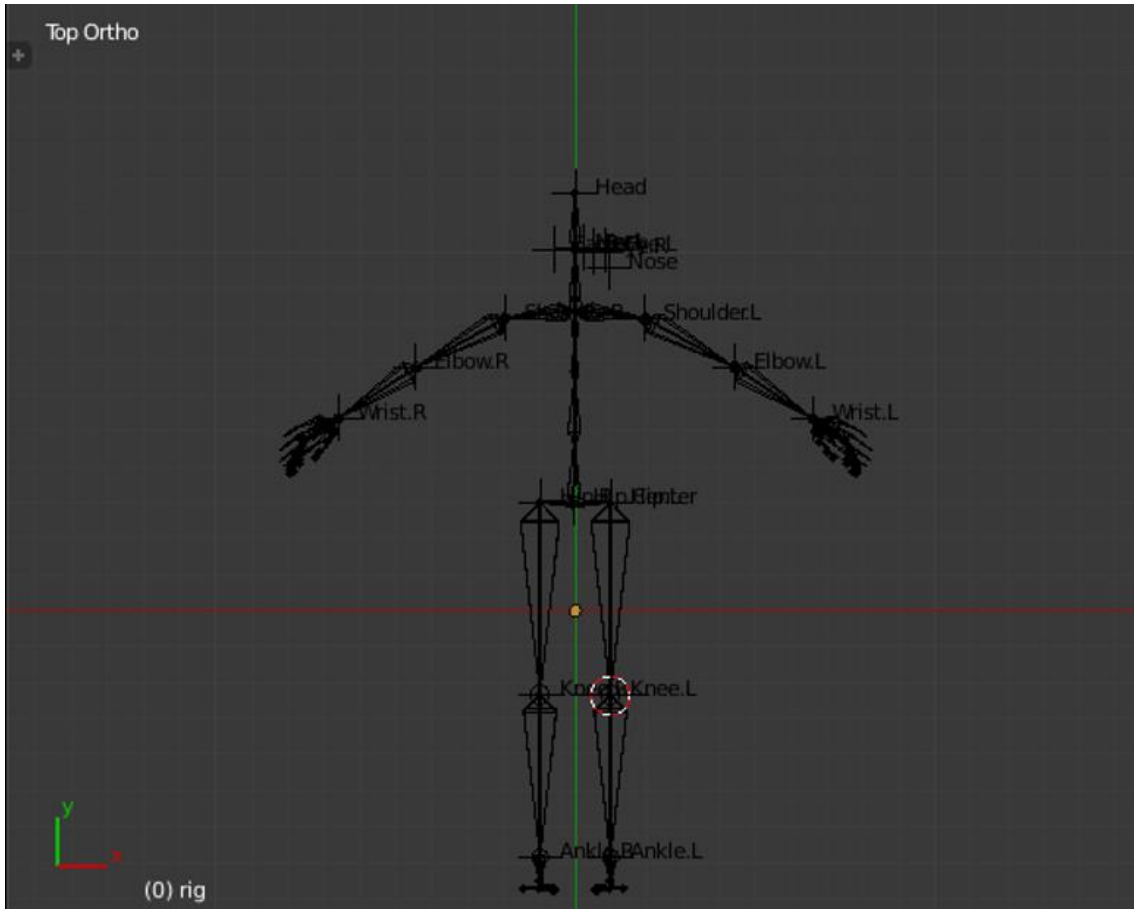 Top Ortho
Head
Nose
Shoulder.L
Elbow.R
Elbow.L
Wrist.R
Wrist.L
Knee.L
Ankle.L
y
x
(0) rig